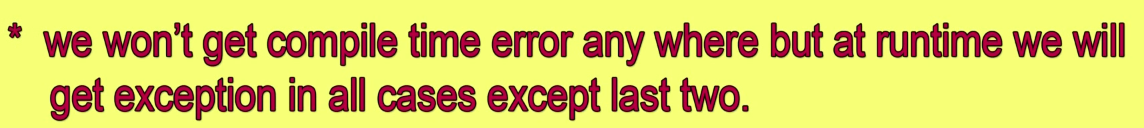 * we won't get compile time error any where but at runtime we will
get exception in all cases except last two.